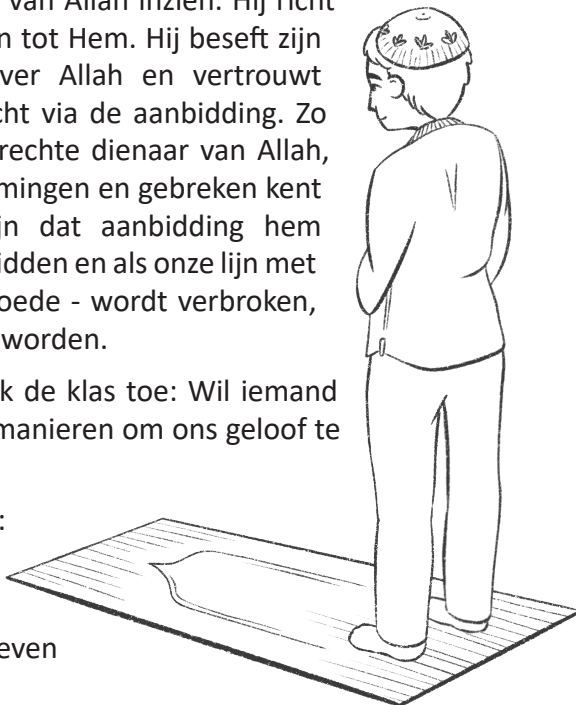 van Allah inzien. Hij richt
n tot Hem. Hij beseft zijn
ver Allah en vertrouwt
cht via de aanbidding. Zo
rechte dienaar van Allah,
mingen en gebreken kent
jn dat aanbidding hem
idden en als onze lijn met
oede - wordt verbroken,
worden.
k de klas toe: Wil iemand
manieren om ons geloof te
:
even